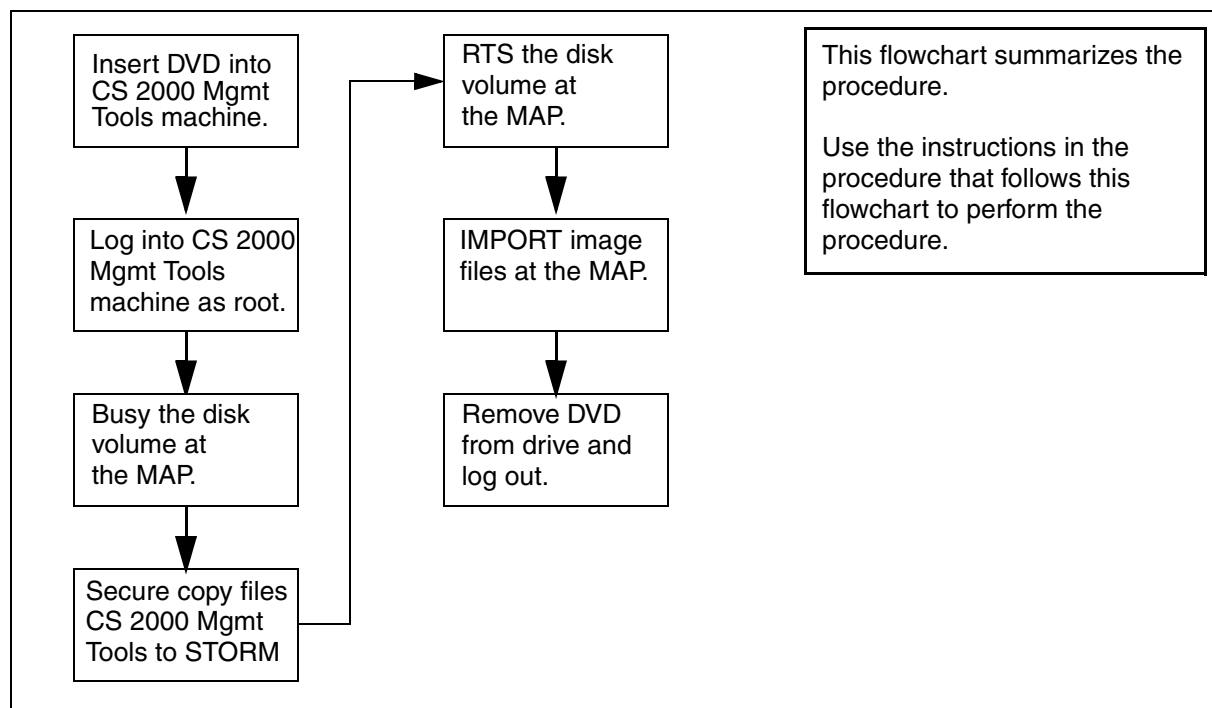 Insert DVD into
CS 2000 Mgmt
Tools machine.
Log into CS 2000
Mgmt Tools
machine as root.
Busy the disk
volume at
the MAP.
Secure copy files
CS 2000 Mgmt
Tools to STORM
RTS the disk
volume at
the MAP.
IMPORT image
files at the MAP.
Remove DVD
from drive and
log out.
This flowchart summarizes the
procedure.
Use the instructions in the
procedure that follows this
flowchart to perform the
procedure.